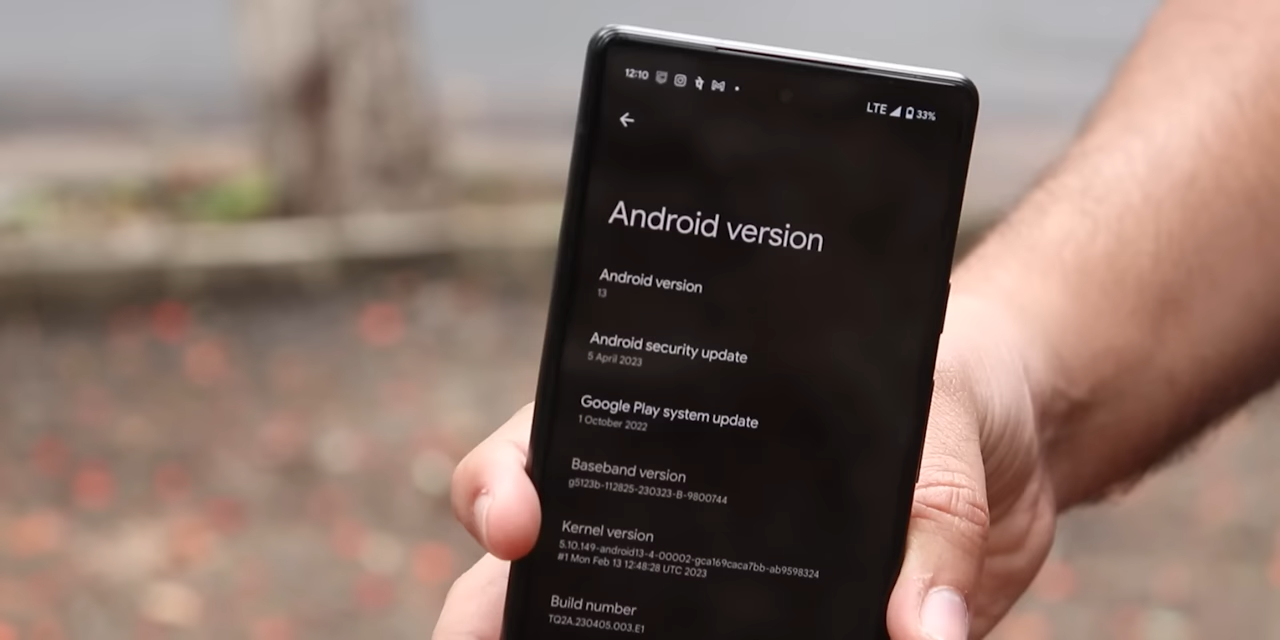 12:10
LTE 33%
Android version
Android version
13
Android security update
5 April 2023
Google Play system update
1 October 2022
Baseband version
g5123b-112825-230323-B-9800744
Kernel version
5.10.149-android13-4-00002-gca169caca7bb-ab9598324
#1 Mon Feb 13 12:48:28 UTC 2023
Build number
TQ2A.230405.003.E1